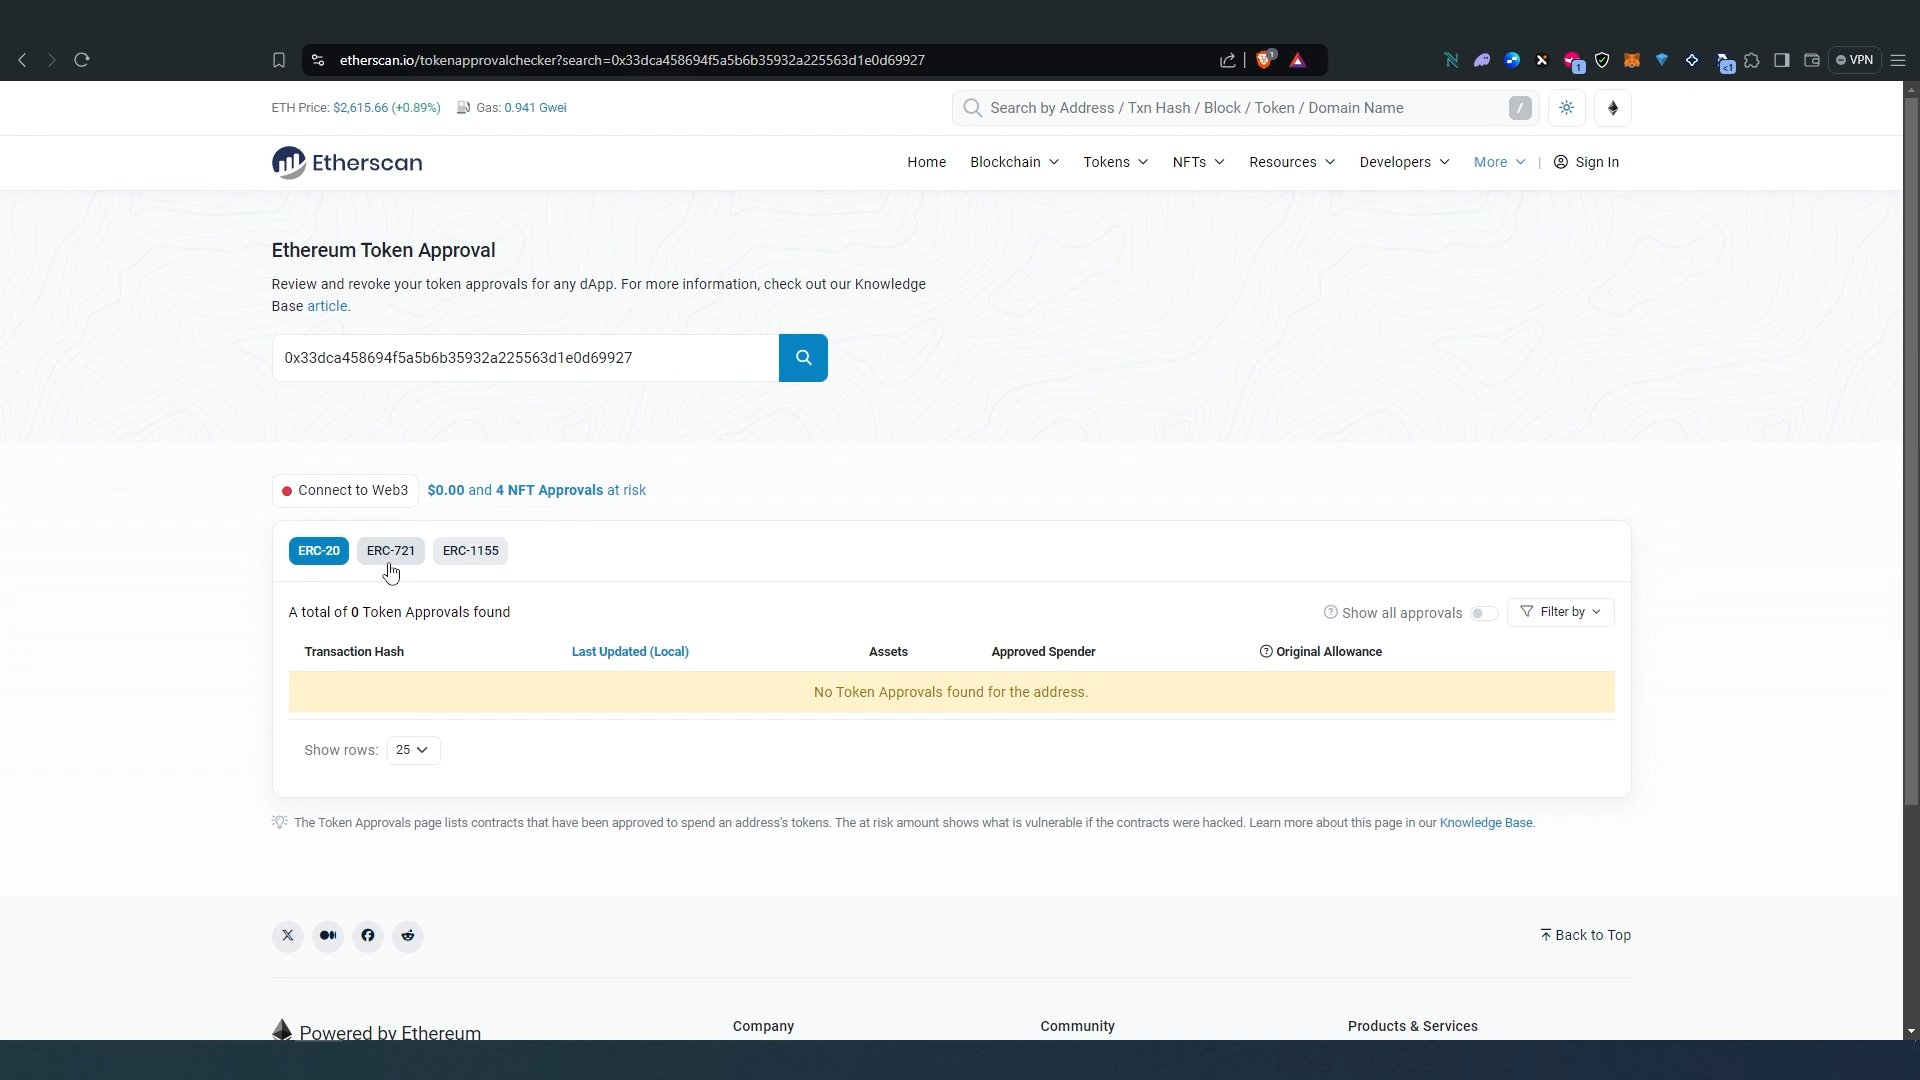 etherscan.io/tokenapprovalchecker?search=0x33dca458694f5a5b6b35932a225563d1e0d69927
1
1
<1
VPN
ETH Price: $2,615.66 (+0.89%) Gas: 0.941 Gwei
Search by Address / Txn Hash / Block / Token / Domain Name /
Etherscan
Home Blockchain Tokens NFTs Resources Developers More | Sign In
Ethereum Token Approval
Review and revoke your token approvals for any dApp. For more information, check out our Knowledge
Base article.
0x33dca458694f5a5b6b35932a225563d1e0d69927
Connect to Web3 $0.00 and 4 NFT Approvals at risk
ERC-20 ERC-721 ERC-1155
A total of 0 Token Approvals found
Show all approvals Filter by
Transaction Hash Last Updated (Local) Assets Approved Spender Original Allowance
No Token Approvals found for the address.
Show rows: 25
The Token Approvals page lists contracts that have been approved to spend an address's tokens. The at risk amount shows what is vulnerable if the contracts were hacked. Learn more about this page in our Knowledge Base.
Back to Top
Powered by Ethereum
Company Community Products & Services